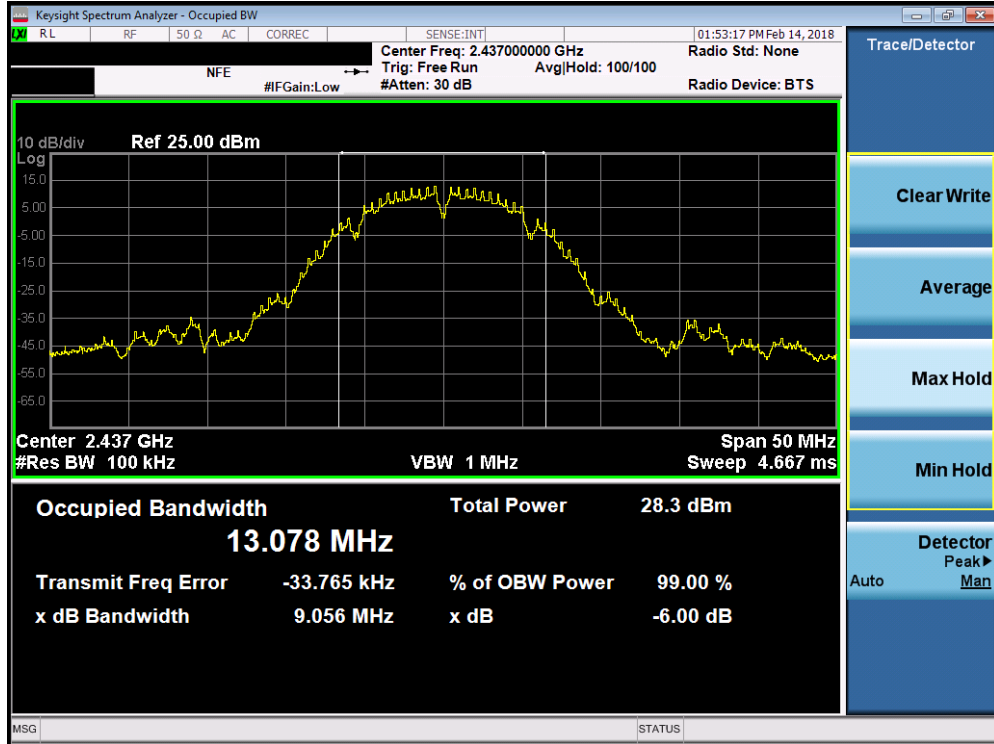 Keysight Spectrum Analyzer - Occupied BW
LXI RL RF 50 Ω AC CORREC SENSE:INT 01:53:17 PM Feb 14, 2018
Center Freq: 2.437000000 GHz Radio Std: None
NFE Trig: Free Run Avg|Hold: 100/100
#IFGain:Low #Atten: 30 dB Radio Device: BTS
10 dB/div Ref 25.00 dBm
Log
15.0
5.00
-5.00
-15.0
-25.0
-35.0
-45.0
-55.0
-65.0
Center 2.437 GHz Span 50 MHz
#Res BW 100 kHz VBW 1 MHz Sweep 4.667 ms
Occupied Bandwidth Total Power 28.3 dBm
13.078 MHz
Transmit Freq Error -33.765 kHz % of OBW Power 99.00 %
x dB Bandwidth 9.056 MHz x dB -6.00 dB
MSG STATUS
Trace/Detector
Clear Write
Average
Max Hold
Min Hold
Detector
Peak▶
Auto Man